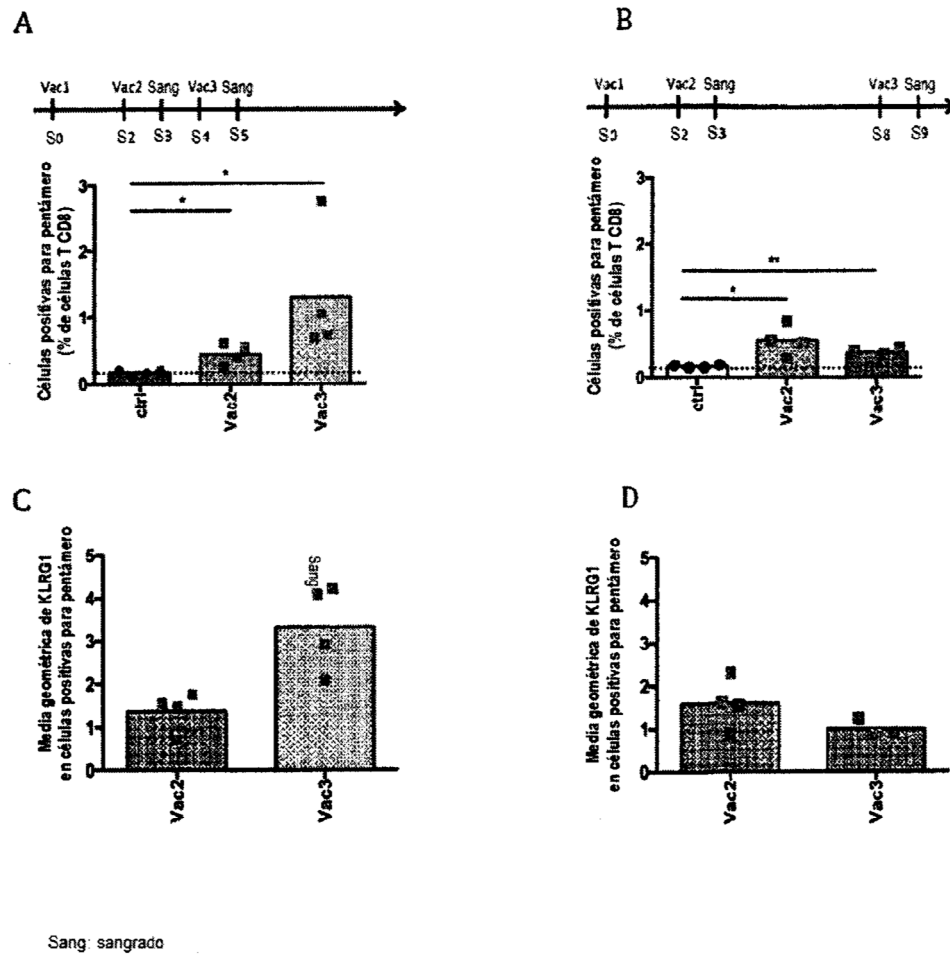 A
Vac1 Vac2 Sang Vac3 Sang
S0 S2 S3 S4 S5
Células positivas para pentámero
(% de células T CD8)
3
2
1
0
*
*
ctrl
Vac2
Vac3
B
Vac1 Vac2 Sang Vac3 Sang
S0 S2 S3 S8 S9
Células positivas para pentámero
(% de células T CD8)
3
2
1
0
**
*
ctrl
Vac2
Vac3
C
Media geométrica de KLRG1
en células positivas para pentámero
5
4
3
2
1
0
Sang
Vac2
Vac3
D
Media geométrica de KLRG1
en células positivas para pentámero
5
4
3
2
1
0
Vac2
Vac3
Sang: sangrado